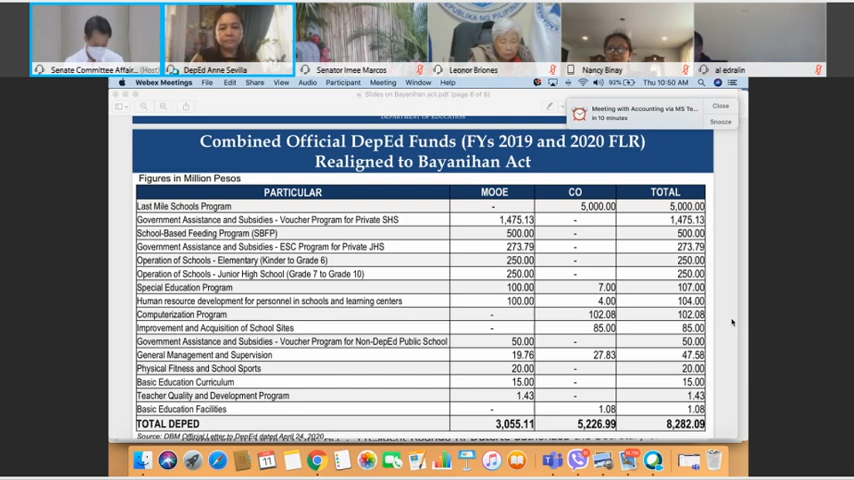 REPUBLIKA NG PILIPINAS
Senate Committee Affair... (Host)
DepEd Anne Sevilla
Senator Imee Marcos
Leonor Briones
Nancy Binay
al edralin
Webex Meetings File Edit Share View Audio Participant Meeting Window Help 92% Thu 10:50 AM
Slides on Bayanihan act.pdf (page 6 of 6)
Meeting with Accounting via MS Te...
in 10 minutes
Close
Snooze
DEPARTMENT OF EDUCATION
Combined Official DepEd Funds (FYs 2019 and 2020 FLR)
Realigned to Bayanihan Act
Figures in Million Pesos
PARTICULAR MOOE CO TOTAL
Last Mile Schools Program - 5,000.00 5,000.00
Government Assistance and Subsidies - Voucher Program for Private SHS 1,475.13 - 1,475.13
School-Based Feeding Program (SBFP) 500.00 - 500.00
Government Assistance and Subsidies - ESC Program for Private JHS 273.79 - 273.79
Operation of Schools - Elementary (Kinder to Grade 6) 250.00 - 250.00
Operation of Schools - Junior High School (Grade 7 to Grade 10) 250.00 - 250.00
Special Education Program 100.00 7.00 107.00
Human resource development for personnel in schools and learning centers 100.00 4.00 104.00
Computerization Program - 102.08 102.08
Improvement and Acquisition of School Sites - 85.00 85.00
Government Assistance and Subsidies - Voucher Program for Non-DepEd Public School 50.00 - 50.00
General Management and Supervision 19.76 27.83 47.58
Physical Fitness and School Sports 20.00 - 20.00
Basic Education Curriculum 15.00 - 15.00
Teacher Quality and Development Program 1.43 - 1.43
Basic Education Facilities - 1.08 1.08
TOTAL DEPED 3,055.11 5,226.99 8,282.09
Source: DBM Official Letter to DepEd dated April 24, 2020
11